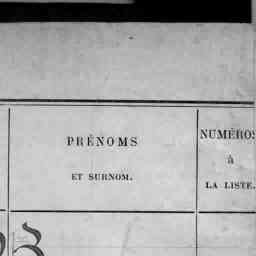 PRÉNOMS
ET SURNOM.
NUMÉROS
à
LA LISTE.